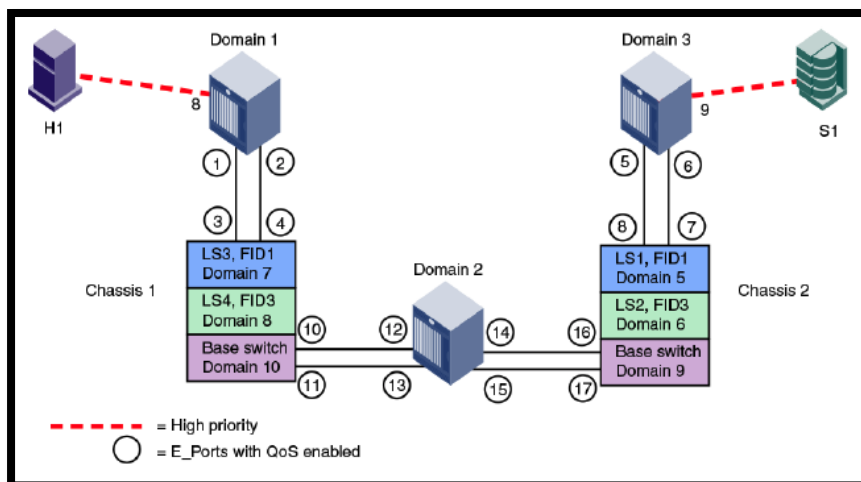 Domain 1
Domain 3
H1
8
9
S1
1
2
5
6
3
4
8
7
LS3, FID1
Domain 7
LS1, FID1
Domain 5
Chassis 1
Domain 2
Chassis 2
LS4, FID3
Domain 8
LS2, FID3
Domain 6
10
12
14
16
Base switch
Domain 10
Base switch
Domain 9
11
13
15
17
= High priority
= E_Ports with QoS enabled